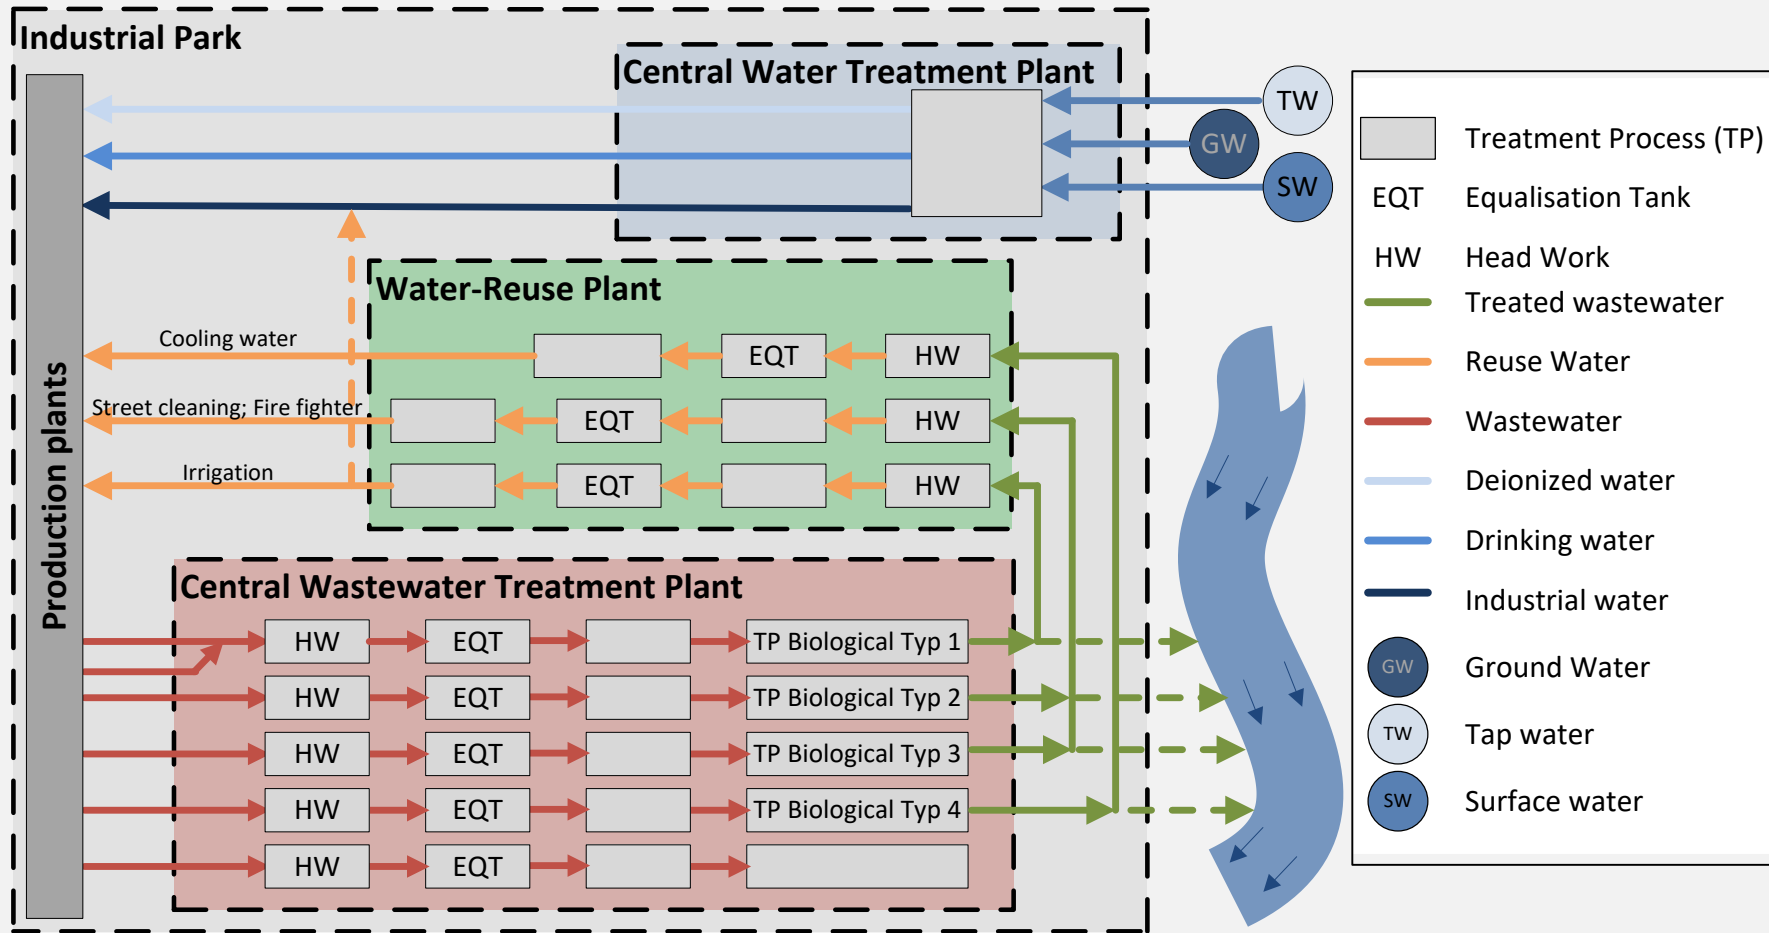 Industrial Park
Central Water Treatment Plant
TW
GW
SW
Water-Reuse Plant
Cooling water
EQT
HW
Street cleaning; Fire fighter
EQT
HW
Irrigation
EQT
HW
Production plants
Central Wastewater Treatment Plant
HW
EQT
TP Biological Typ 1
HW
EQT
TP Biological Typ 2
HW
EQT
TP Biological Typ 3
HW
EQT
TP Biological Typ 4
HW
EQT
Treatment Process (TP)
EQT Equalisation Tank
HW Head Work
Treated wastewater
Reuse Water
Wastewater
Deionized water
Drinking water
Industrial water
GW Ground Water
TW Tap water
SW Surface water